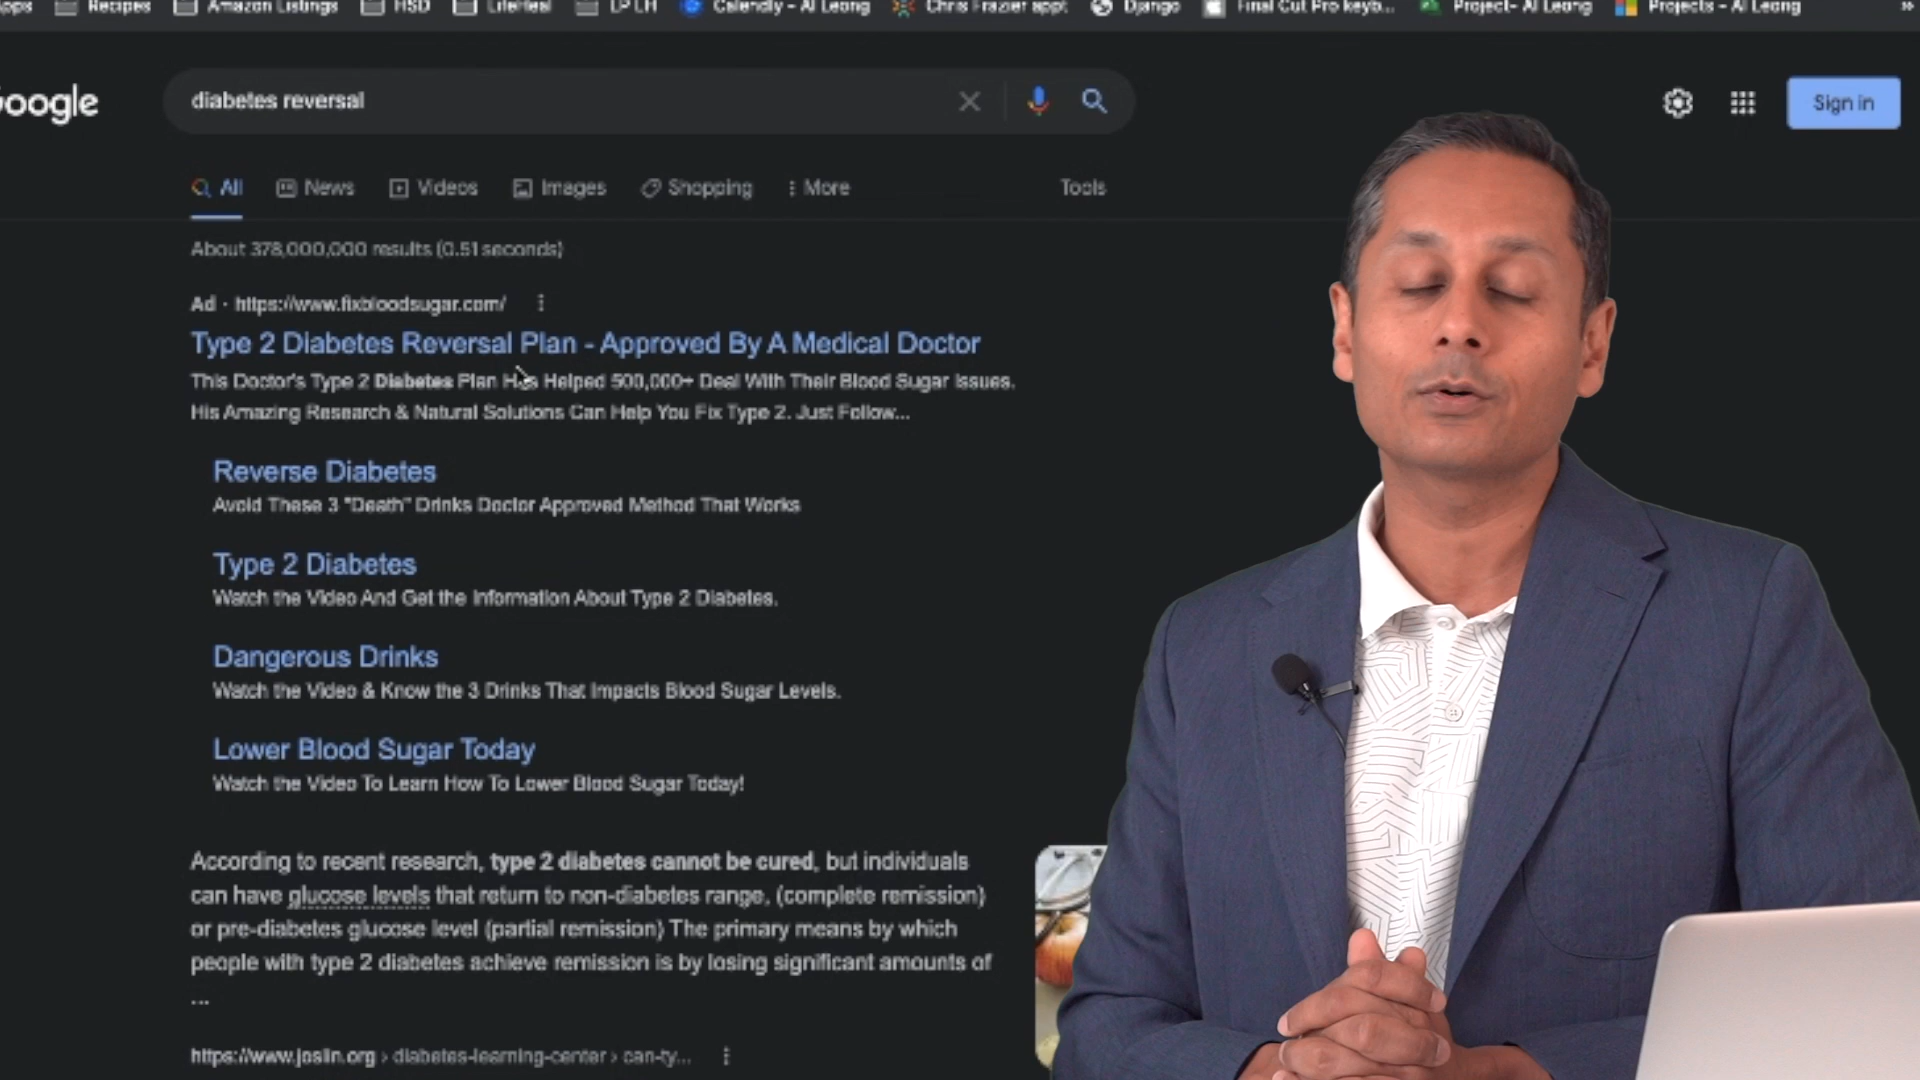 Recipes Amazon Listings HSD LifeHeal LP LH Calendly - Al Leong Chris Frazier appt Django Final Cut Pro keyb... Project- Al Leong Projects - Al Leong »
Google
diabetes reversal
Sign in
All News Videos Images Shopping More Tools
About 378,000,000 results (0.51 seconds)
Ad · https://www.fixbloodsugar.com/
Type 2 Diabetes Reversal Plan - Approved By A Medical Doctor
This Doctor's Type 2 Diabetes Plan Has Helped 500,000+ Deal With Their Blood Sugar Issues.
His Amazing Research & Natural Solutions Can Help You Fix Type 2. Just Follow...
Reverse Diabetes
Avoid These 3 "Death" Drinks Doctor Approved Method That Works
Type 2 Diabetes
Watch the Video And Get the Information About Type 2 Diabetes.
Dangerous Drinks
Watch the Video & Know the 3 Drinks That Impacts Blood Sugar Levels.
Lower Blood Sugar Today
Watch the Video To Learn How To Lower Blood Sugar Today!
According to recent research, type 2 diabetes cannot be cured, but individuals
can have glucose levels that return to non-diabetes range, (complete remission)
or pre-diabetes glucose level (partial remission) The primary means by which
people with type 2 diabetes achieve remission is by losing significant amounts of
...
https://www.joslin.org › diabetes-learning-center › can-ty...